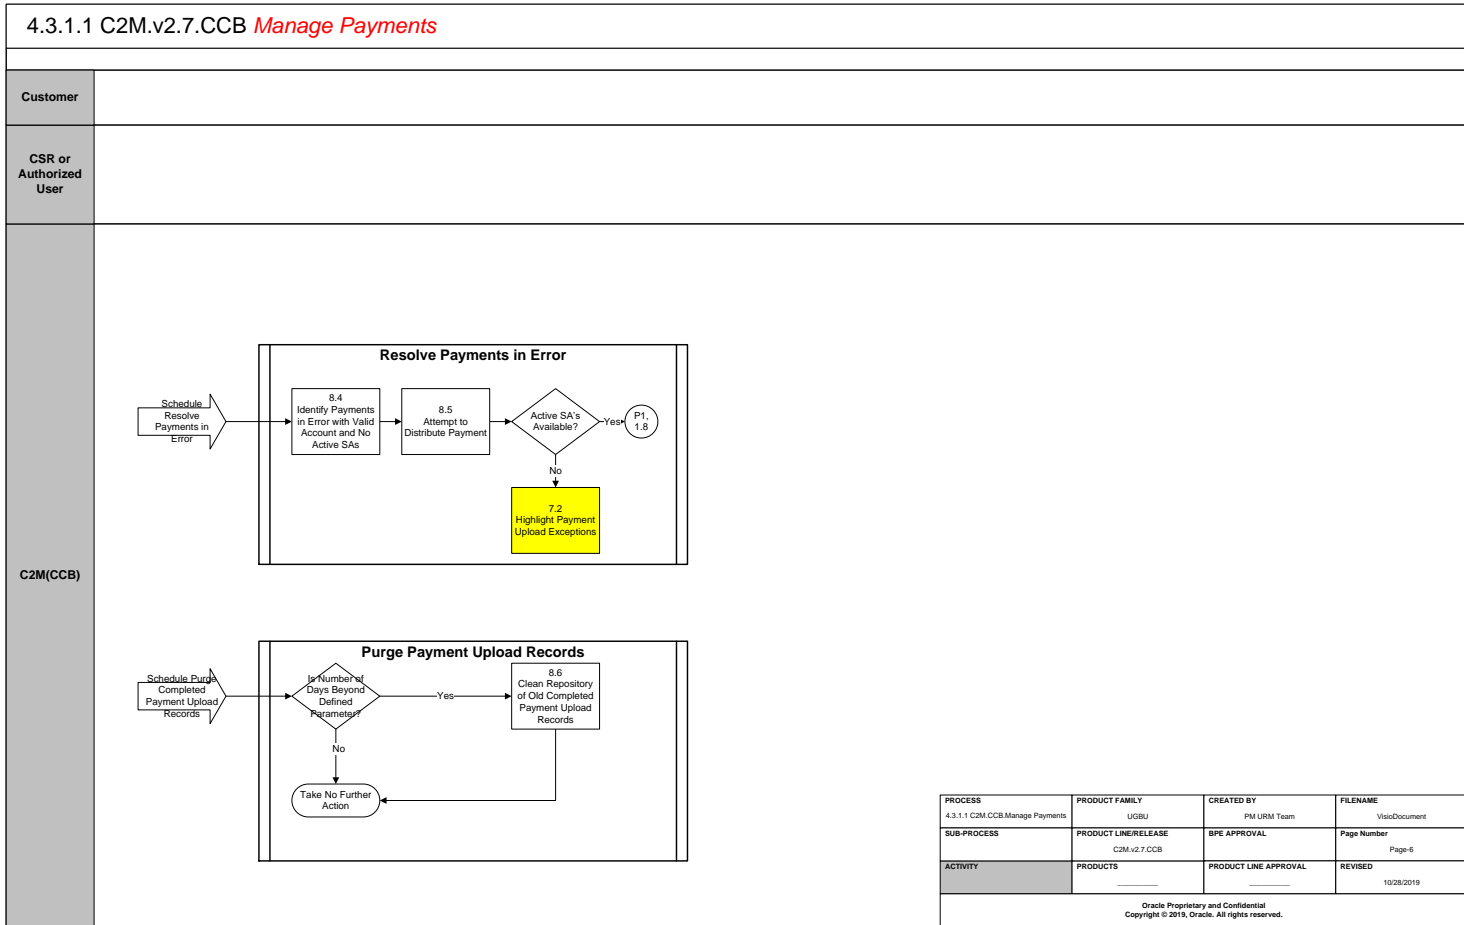 4.3.1.1 C2M.v2.7.CCB Manage Payments
Customer
CSR or
Authorized
User
C2M(CCB)
Resolve Payments in Error
Schedule
Resolve
Payments in
Error
8.4
Identify Payments
in Error with Valid
Account and No
Active SAs
8.5
Attempt to
Distribute Payment
Active SA's
Available?
Yes
P1,
1.8
No
7.2
Highlight Payment
Upload Exceptions
Purge Payment Upload Records
Schedule Purge
Completed
Payment Upload
Records
Is Number of
Days Beyond
Defined
Parameter?
Yes
8.6
Clean Repository
of Old Completed
Payment Upload
Records
No
Take No Further
Action
PROCESS
4.3.1.1 C2M.CCB.Manage Payments
PRODUCT FAMILY
UGBU
CREATED BY
PM URM Team
FILENAME
VisioDocument
SUB-PROCESS
PRODUCT LINE/RELEASE
C2M.v2.7.CCB
BPE APPROVAL
Page Number
Page-6
ACTIVITY
PRODUCTS
PRODUCT LINE APPROVAL
REVISED
10/28/2019
Oracle Proprietary and Confidential
Copyright © 2019, Oracle. All rights reserved.